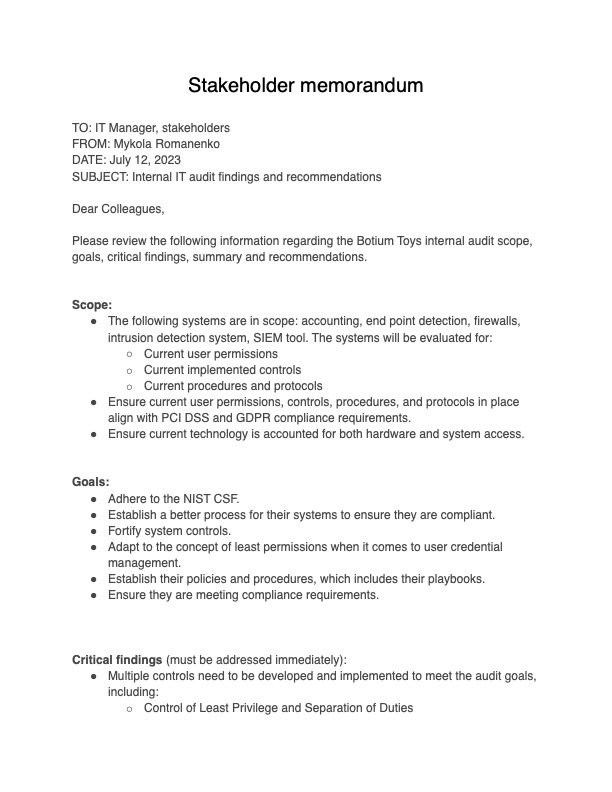 Stakeholder memorandum
TO: IT Manager, stakeholders
FROM: Mykola Romanenko
DATE: July 12, 2023
SUBJECT: Internal IT audit findings and recommendations
Dear Colleagues,
Please review the following information regarding the Botium Toys internal audit scope,
goals, critical findings, summary and recommendations.
Scope:
● The following systems are in scope: accounting, end point detection, firewalls,
intrusion detection system, SIEM tool. The systems will be evaluated for:
○ Current user permissions
○ Current implemented controls
○ Current procedures and protocols
● Ensure current user permissions, controls, procedures, and protocols in place
align with PCI DSS and GDPR compliance requirements.
● Ensure current technology is accounted for both hardware and system access.
Goals:
● Adhere to the NIST CSF.
● Establish a better process for their systems to ensure they are compliant.
● Fortify system controls.
● Adapt to the concept of least permissions when it comes to user credential
management.
● Establish their policies and procedures, which includes their playbooks.
● Ensure they are meeting compliance requirements.
Critical findings (must be addressed immediately):
● Multiple controls need to be developed and implemented to meet the audit goals,
including:
○ Control of Least Privilege and Separation of Duties